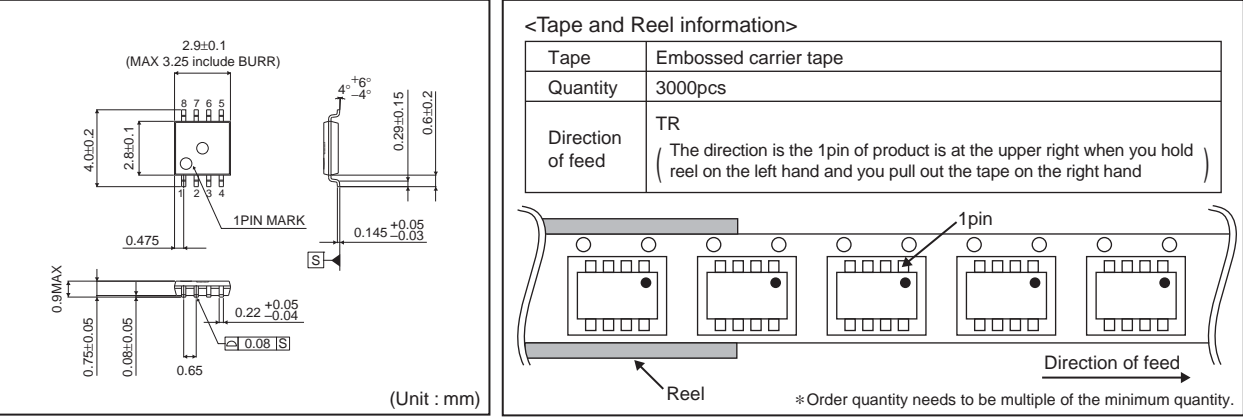 2.9±0.1
(MAX 3.25 include BURR)
8 7 6 5
4.0±0.2
2.8±0.1
1 2 3 4
1PIN MARK
0.475
4° +6° −4°
0.29±0.15
0.6±0.2
0.145 +0.05 −0.03
S
0.9MAX
0.75±0.05
0.08±0.05
0.22 +0.05 −0.04
0.08 S
0.65
(Unit : mm)
<Tape and Reel information>
Tape Embossed carrier tape
Quantity 3000pcs
Direction of feed
TR
The direction is the 1pin of product is at the upper right when you hold
reel on the left hand and you pull out the tape on the right hand
1pin
Reel
Direction of feed
∗Order quantity needs to be multiple of the minimum quantity.